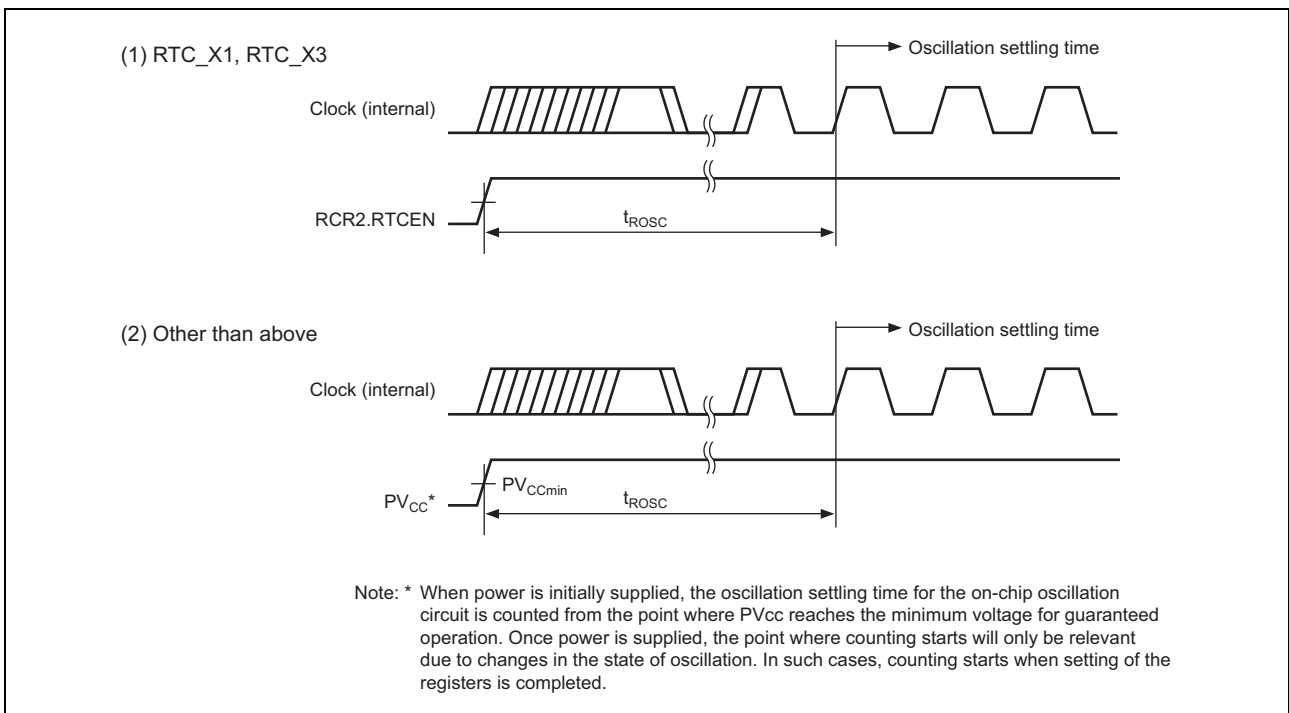 (1) RTC_X1, RTC_X3
Oscillation settling time
Clock (internal)
RCR2.RTCEN
tROSC
(2) Other than above
Oscillation settling time
Clock (internal)
PVCC*
PVCCmin
tROSC
Note: * When power is initially supplied, the oscillation settling time for the on-chip oscillation
circuit is counted from the point where PVcc reaches the minimum voltage for guaranteed
operation. Once power is supplied, the point where counting starts will only be relevant
due to changes in the state of oscillation. In such cases, counting starts when setting of the
registers is completed.